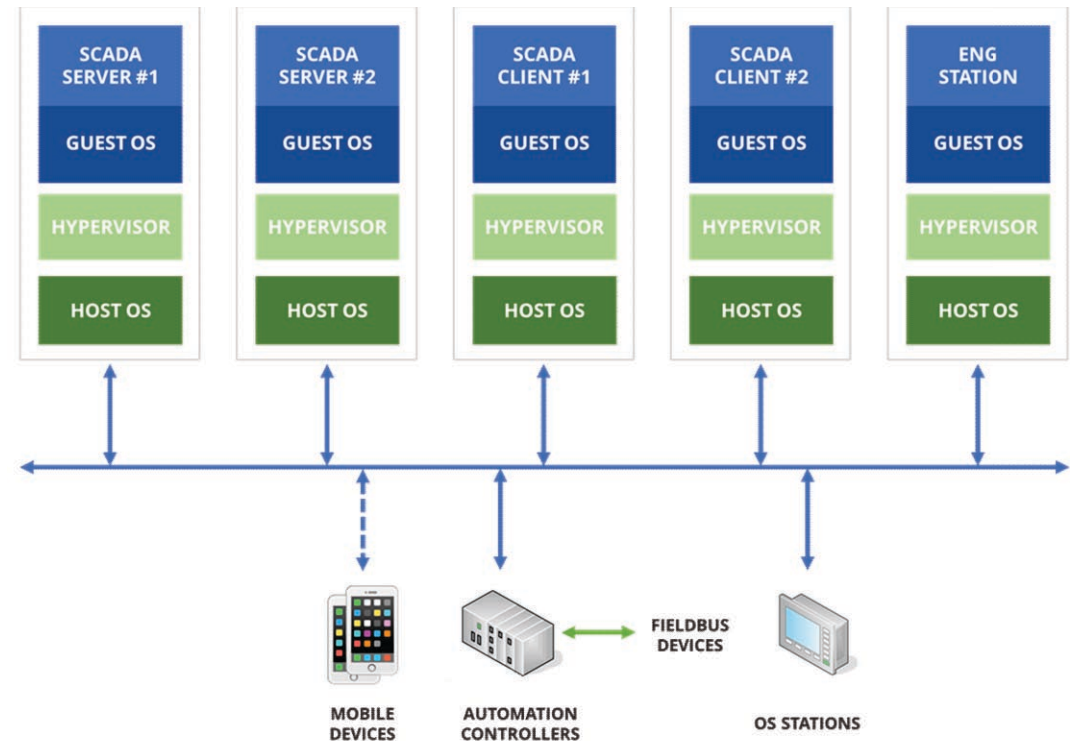 SCADA
SERVER #1
SCADA
SERVER #2
SCADA
CLIENT #1
SCADA
CLIENT #2
ENG
STATION
GUEST OS
GUEST OS
GUEST OS
GUEST OS
GUEST OS
HYPERVISOR
HYPERVISOR
HYPERVISOR
HYPERVISOR
HYPERVISOR
HOST OS
HOST OS
HOST OS
HOST OS
HOST OS
FIELDBUS
DEVICES
MOBILE
DEVICES
AUTOMATION
CONTROLLERS
OS STATIONS